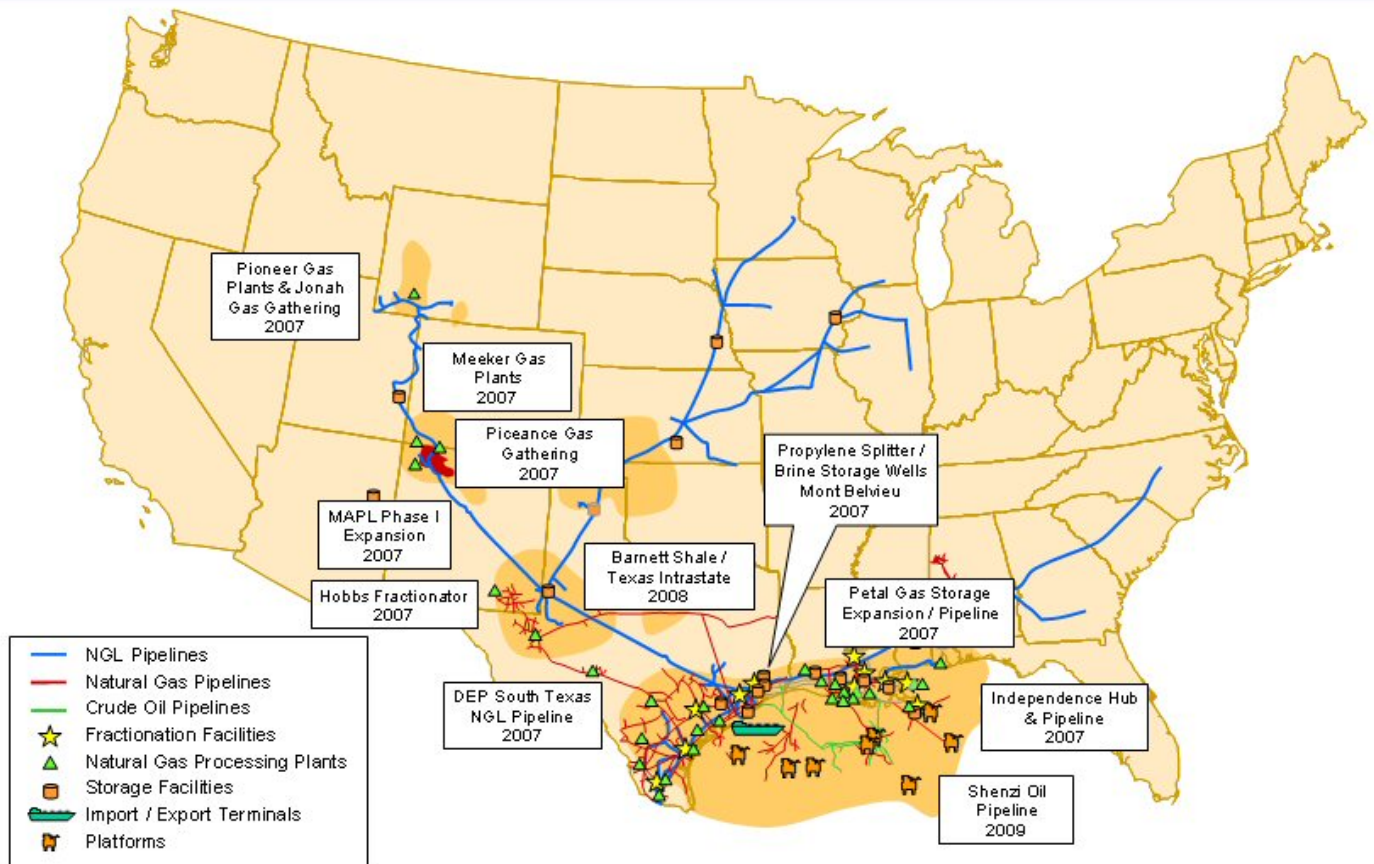 Pioneer Gas
Plants & Jonah
Gas Gathering
2007
Meeker Gas
Plants
2007
Piceance Gas
Gathering
2007
Propylene Splitter /
Brine Storage Wells
Mont Belvieu
2007
MAPL Phase I
Expansion
2007
Hobbs Fractionator
2007
Barnett Shale /
Texas Intrastate
2008
Petal Gas Storage
Expansion / Pipeline
2007
DEP South Texas
NGL Pipeline
2007
Independence Hub
& Pipeline
2007
Shenzi Oil
Pipeline
2009
NGL Pipelines
Natural Gas Pipelines
Crude Oil Pipelines
Fractionation Facilities
Natural Gas Processing Plants
Storage Facilities
Import / Export Terminals
Platforms